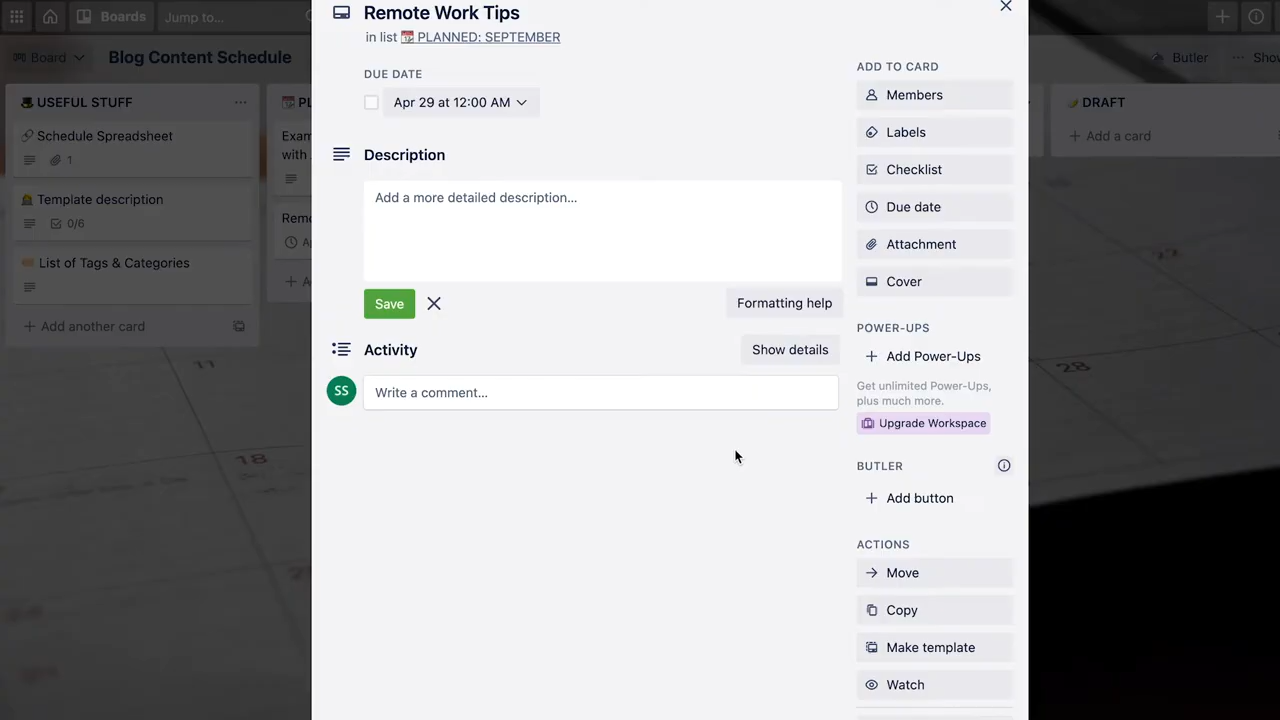 Boards
Jump to...
Remote Work Tips
in list 📆 PLANNED: SEPTEMBER
Board
Blog Content Schedule
Butler
DUE DATE
Apr 29 at 12:00 AM
ADD TO CARD
Members
Labels
Checklist
Due date
Attachment
Cover
USEFUL STUFF
Schedule Spreadsheet
1
Template description
0/6
List of Tags & Categories
Add another card
with
DRAFT
Add a card
Description
Add a more detailed description...
Save
Formatting help
Activity
Show details
SS
Write a comment...
POWER-UPS
Add Power-Ups
Get unlimited Power-Ups,
plus much more.
Upgrade Workspace
BUTLER
Add button
ACTIONS
Move
Copy
Make template
Watch
11
18
28